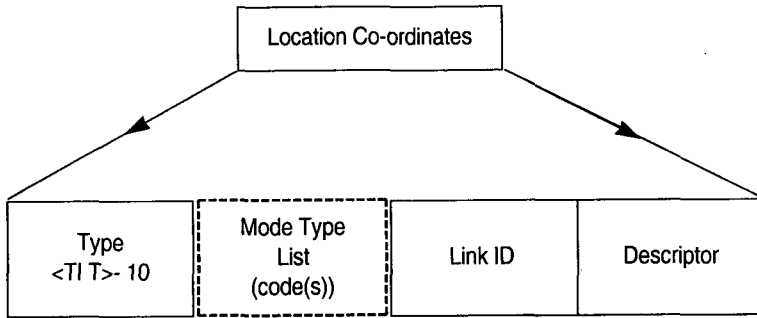 Location Co-ordinates
Type
<TI T>- 10
Mode Type
List
(code(s))
Link ID
Descriptor